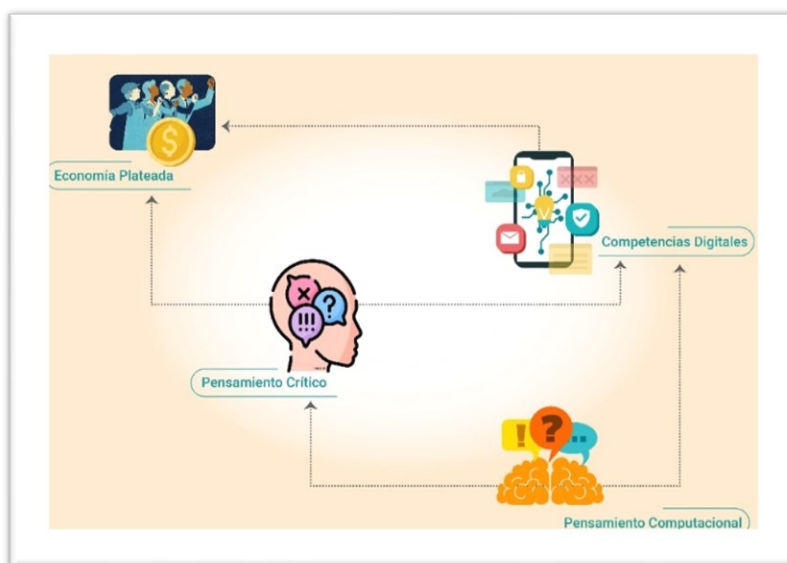 Economía Plateada
Competencias Digitales
Pensamiento Crítico
Pensamiento Computacional